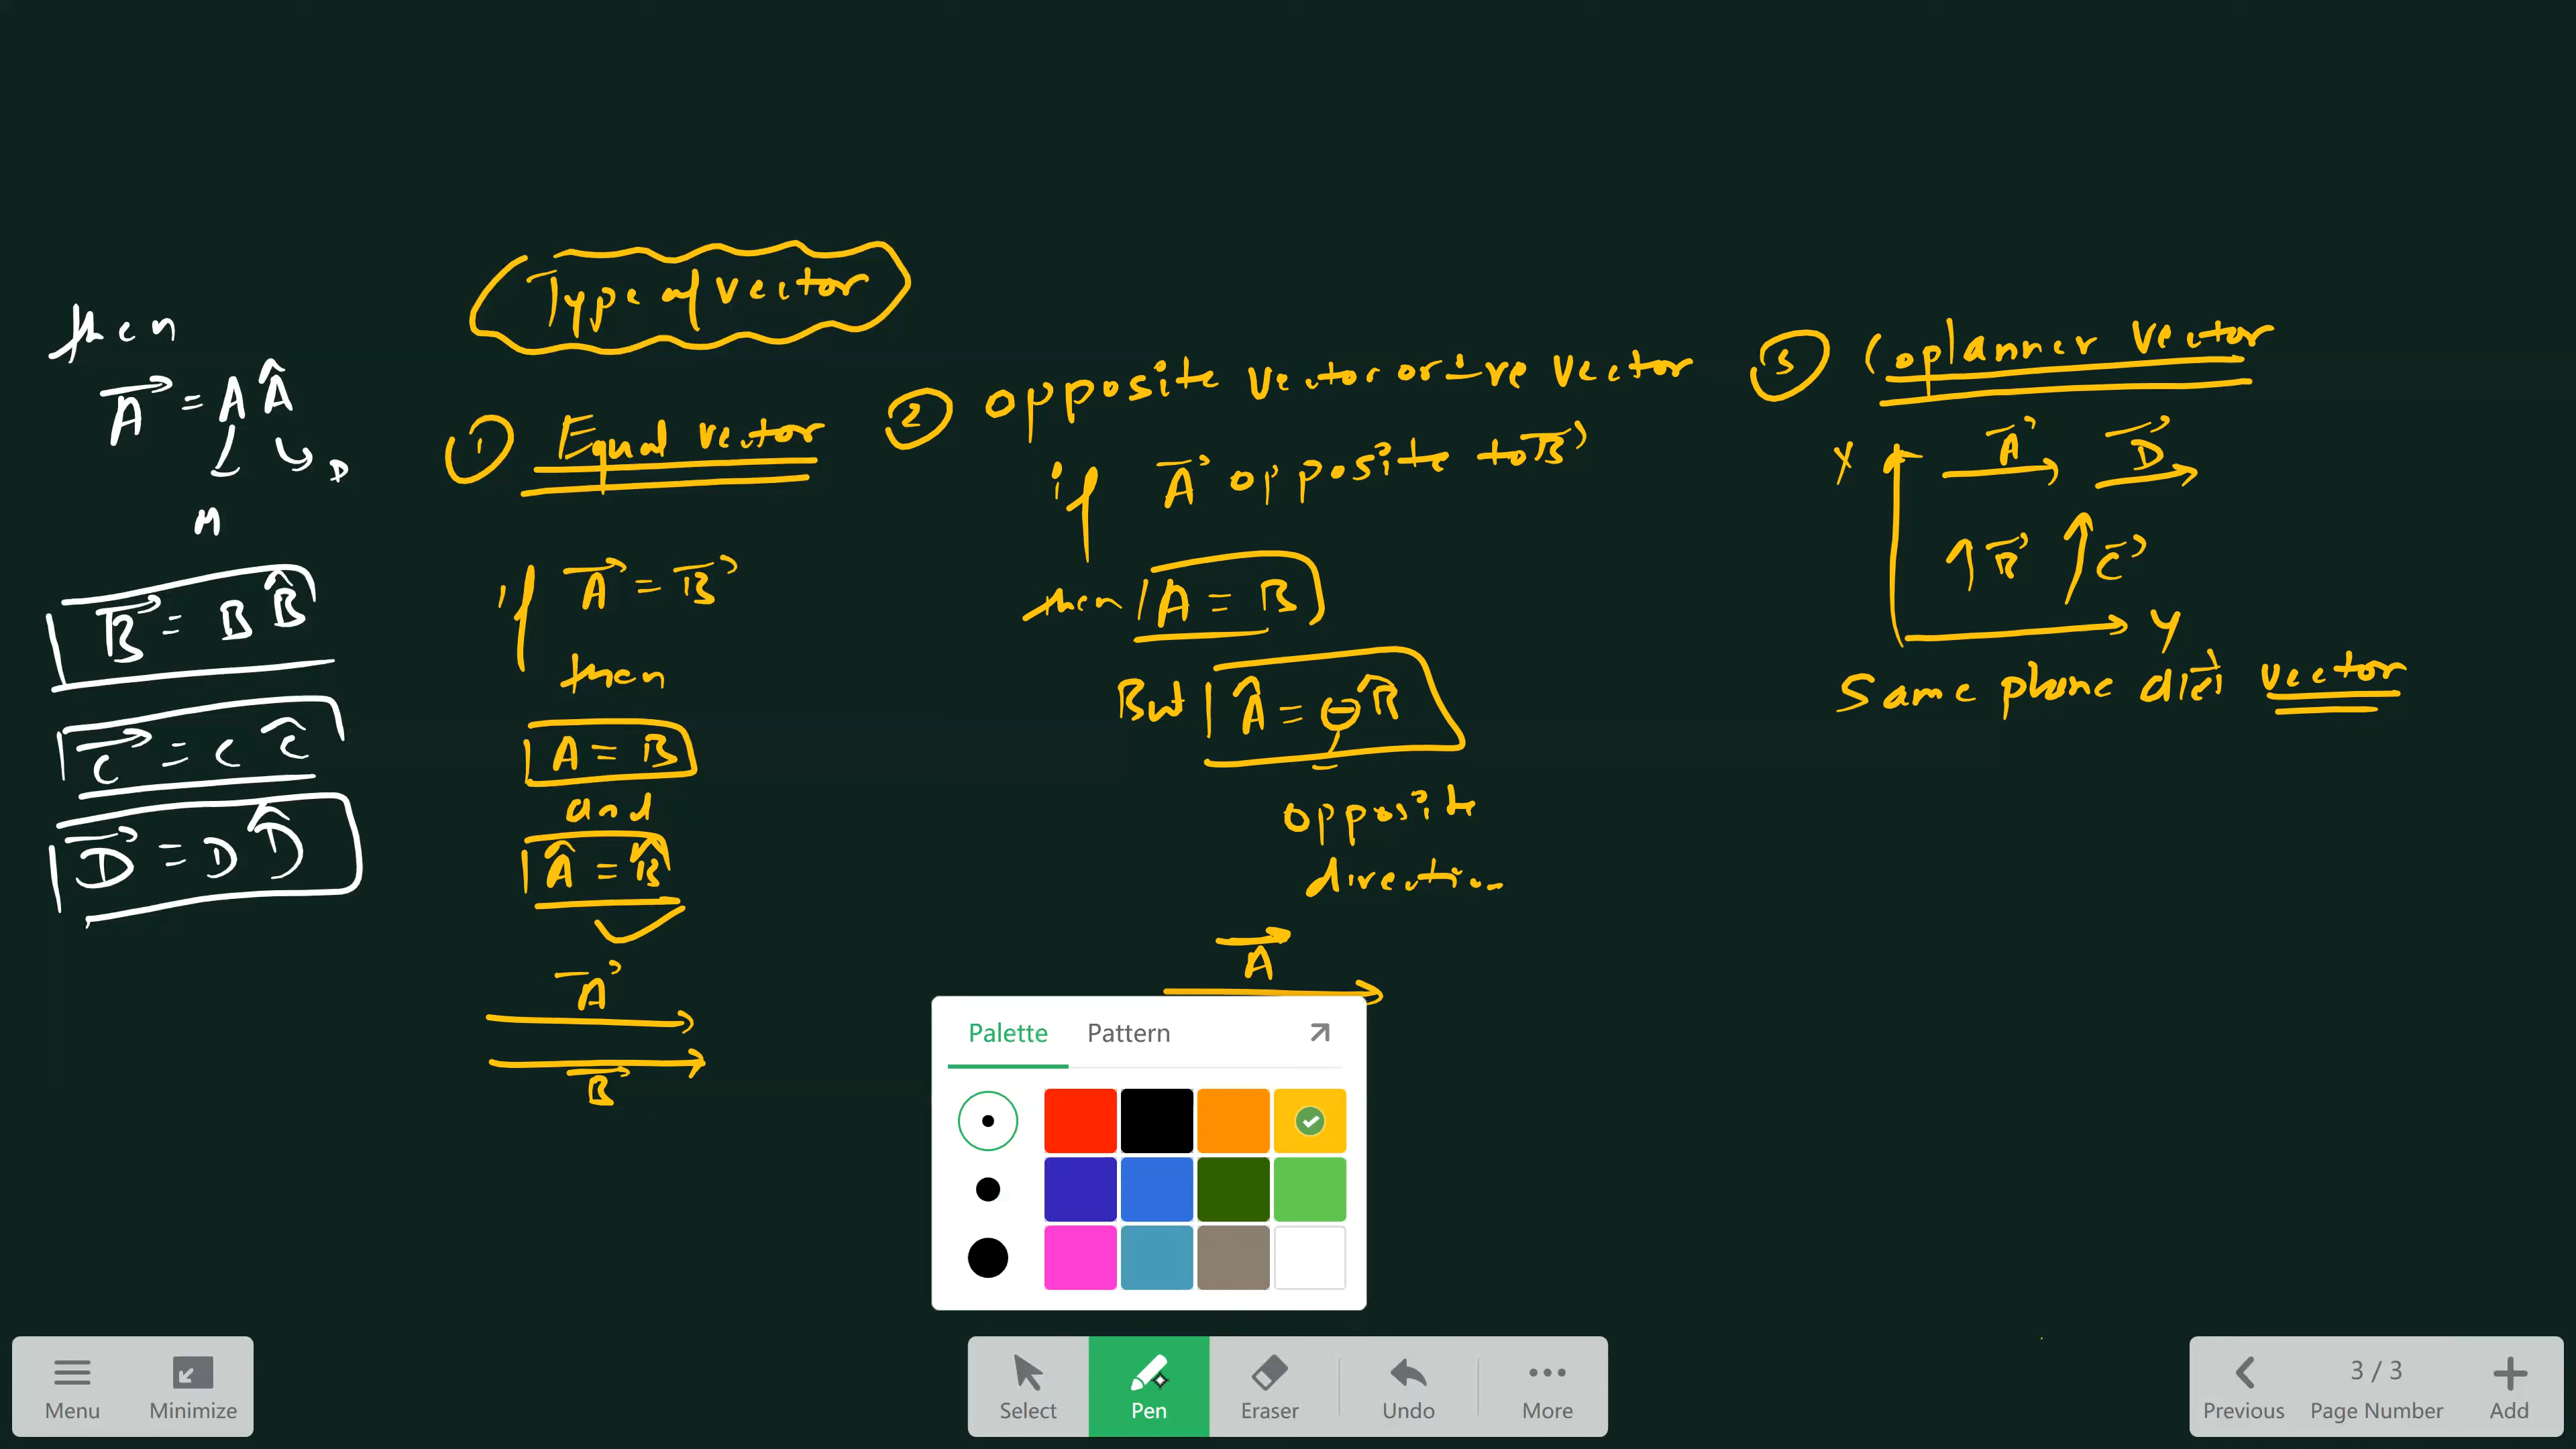 then
A⃗ = A Â
D
M
B⃗ = B B̂
C⃗ = C Ĉ
D⃗ = D D̂
Type of vector
① Equal vector
if A⃗ = B⃗
then
A = B
and
Â = B̂
A⃗
B⃗
② opposite vector or -ve vector
if A⃗ opposite to B⃗
then A = B
But Â = ⊖ B̂
opposite
direction
A⃗
③ Coplanner vector
X A⃗ D⃗
B⃗ C⃗
Y
Same vector
Palette Pattern
Menu Minimize
Select Pen Eraser Undo More
3 / 3
Previous Page Number Add